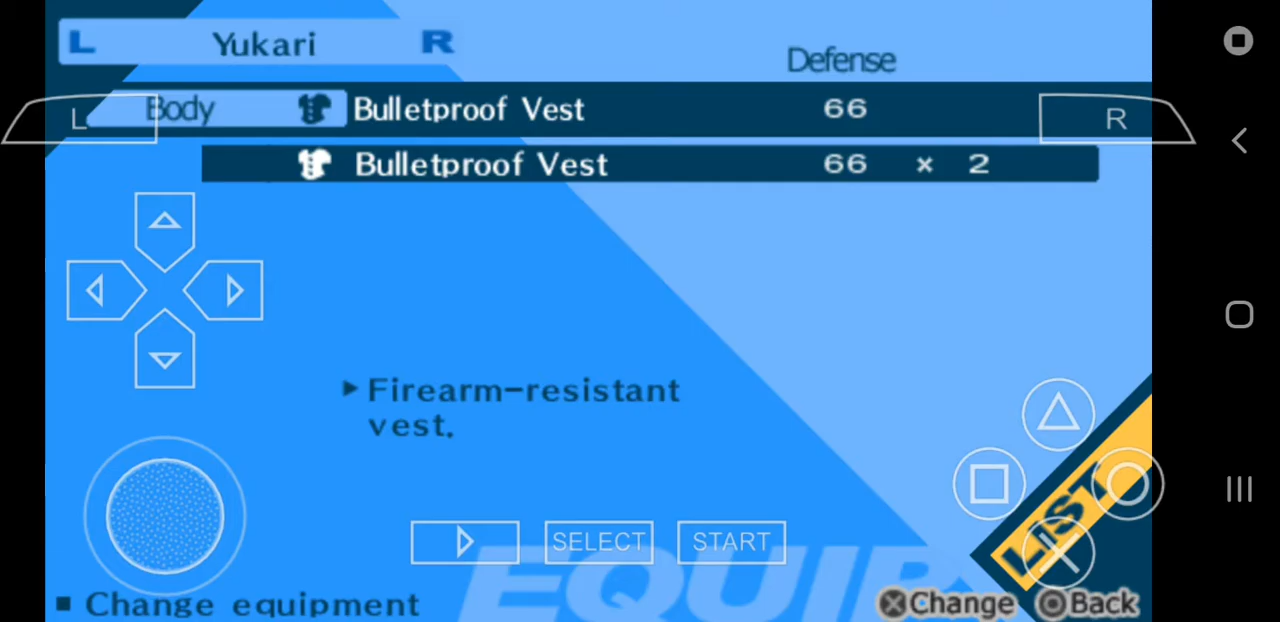 L Yukari R
Defense
L Body Bulletproof Vest 66 R
Bulletproof Vest 66 × 2
Firearm-resistant
vest.
LIST
SELECT START
EQUIP
Change equipment
Change Back